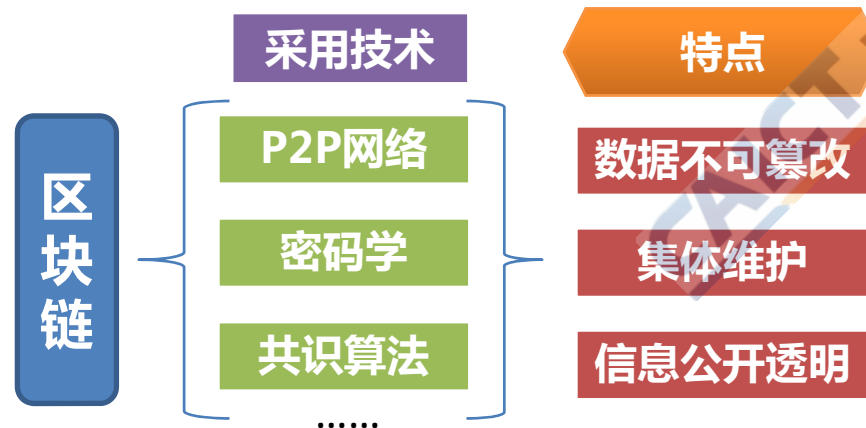 采用技术
特点
区块链
P2P网络
密码学
共识算法
……
数据不可篡改
集体维护
信息公开透明
CAICT